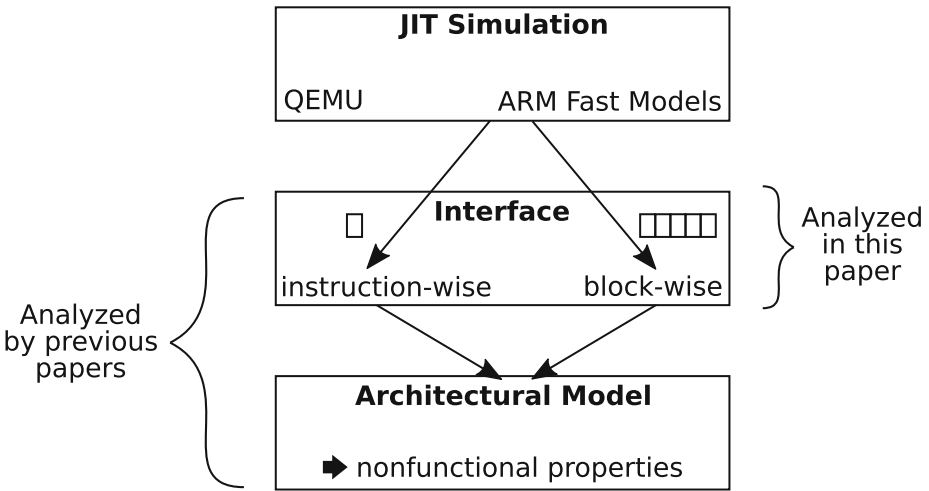 JIT Simulation
QEMU
ARM Fast Models
Interface
instruction-wise
block-wise
Analyzed
in this
paper
Analyzed
by previous
papers
Architectural Model
nonfunctional properties